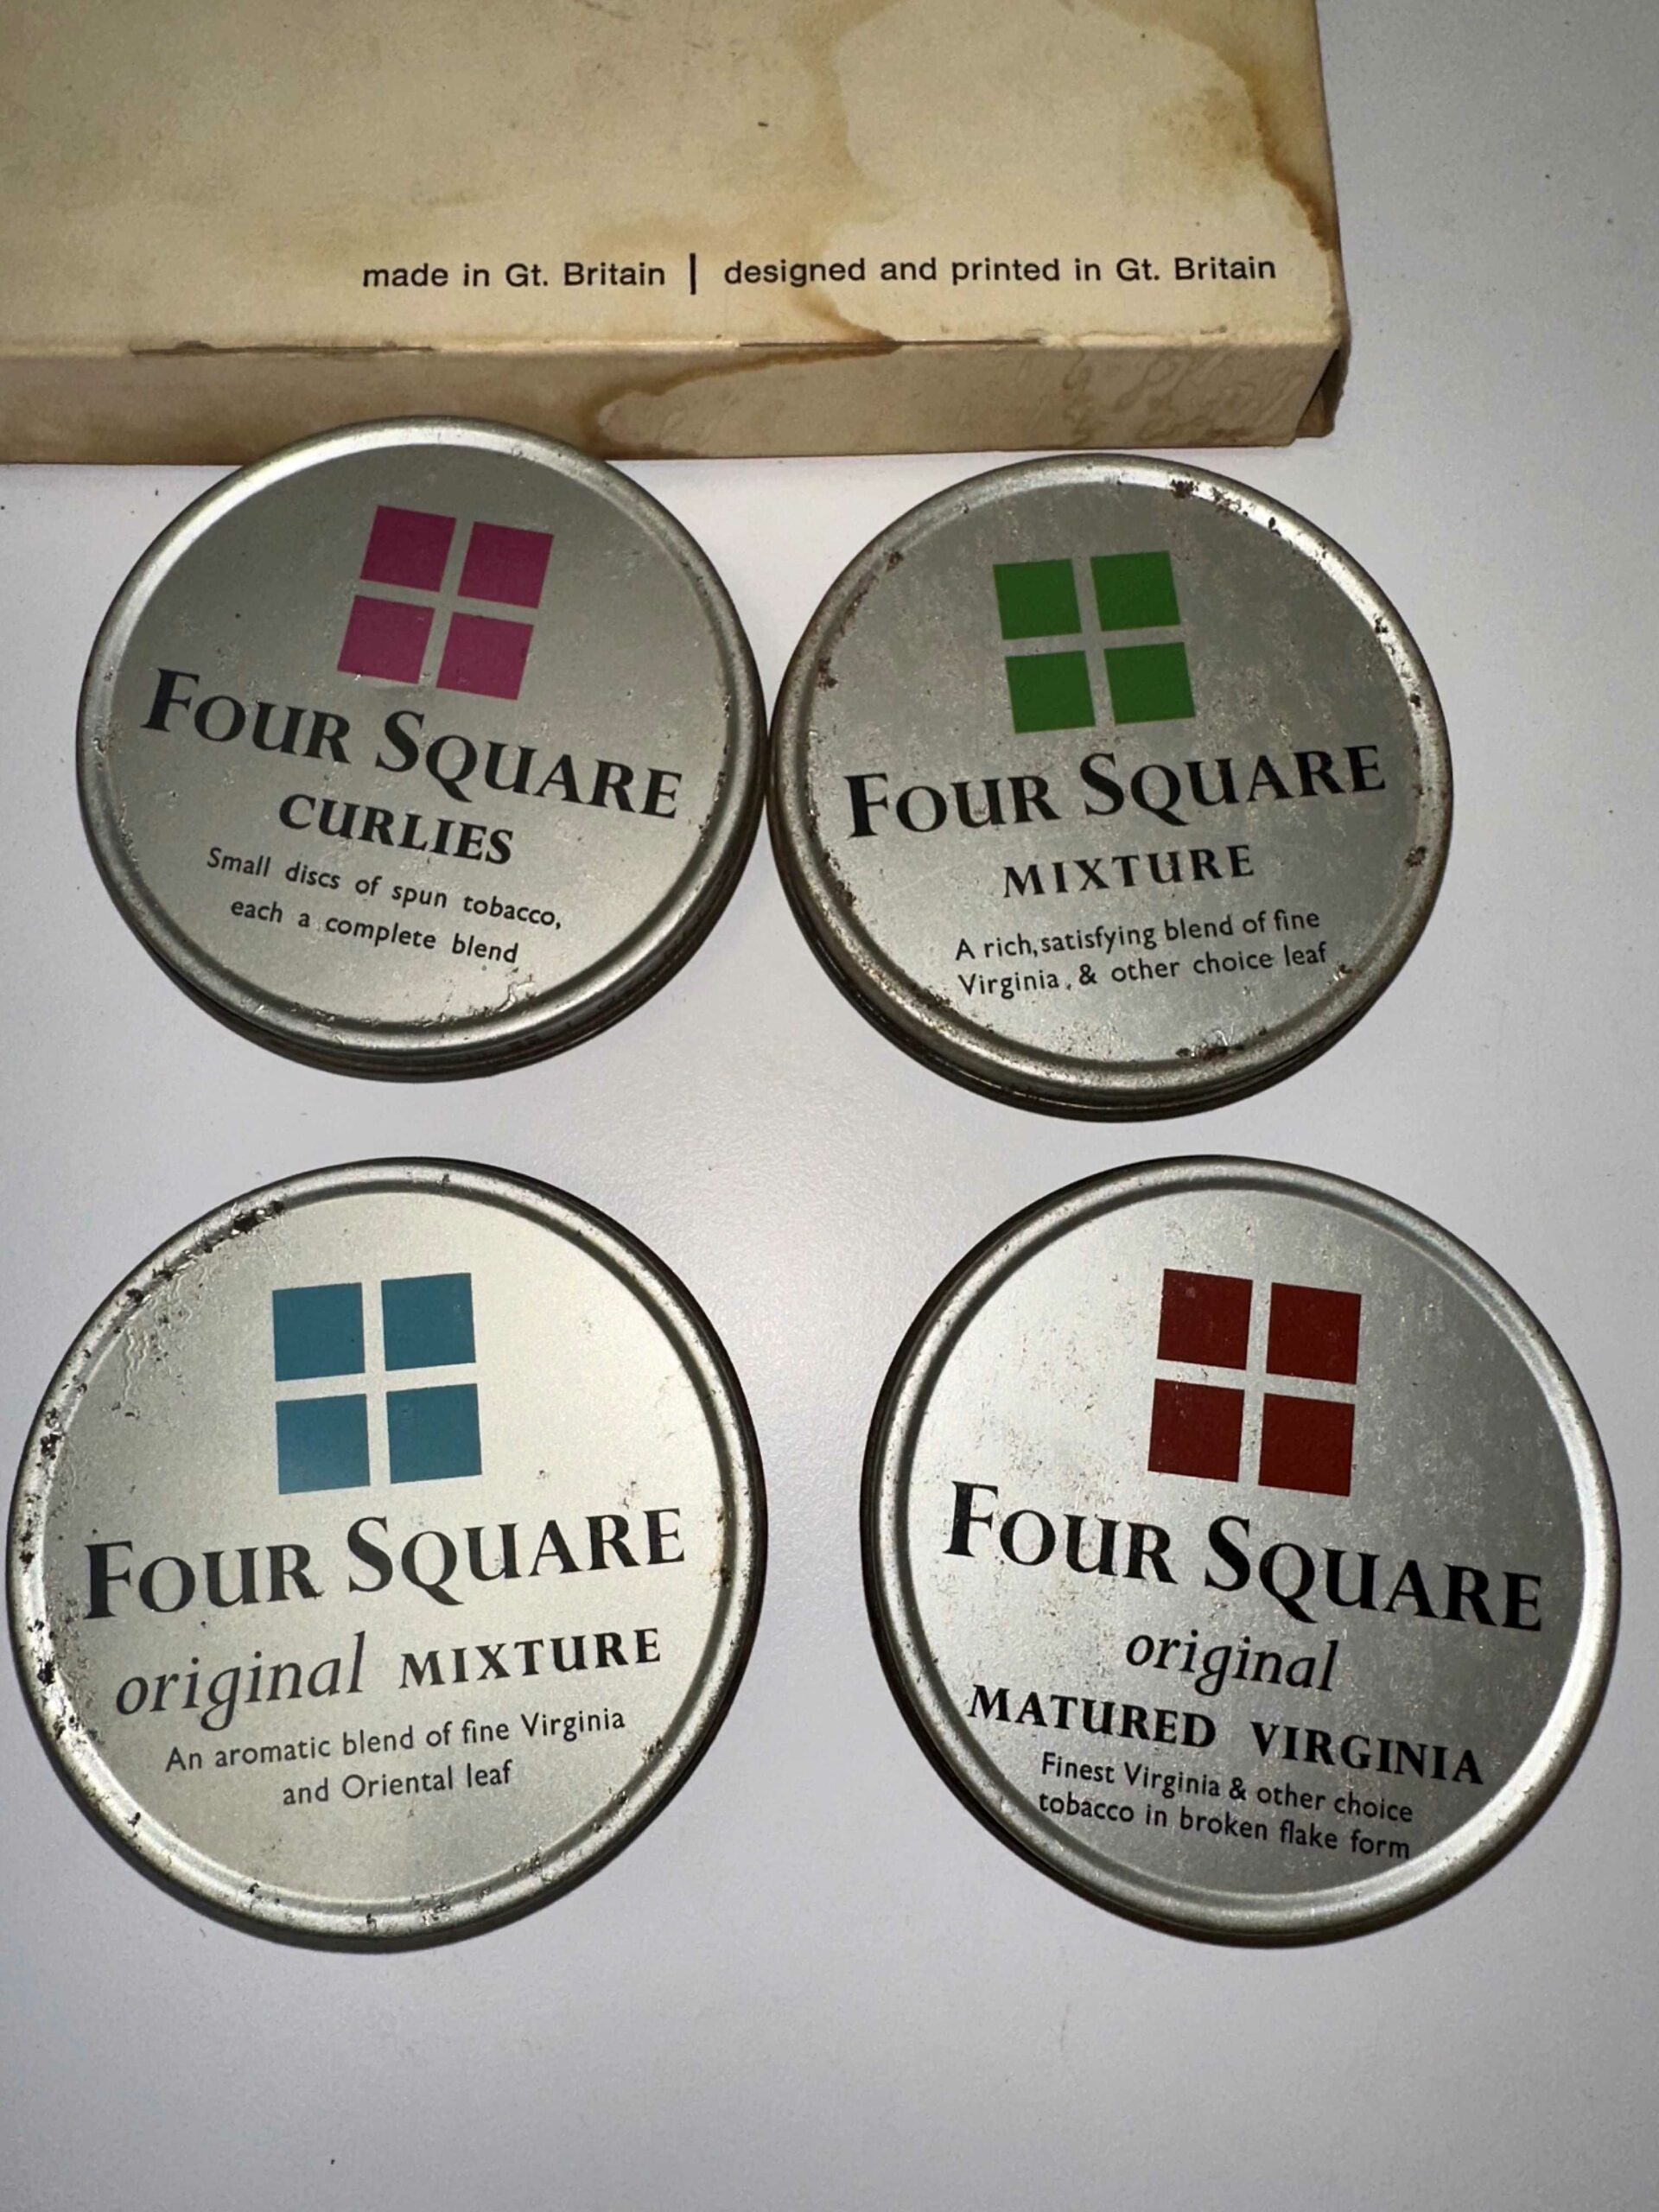 made in Gt. Britain | designed and printed in Gt. Britain
FOUR SQUARE
CURLIES
Small discs of spun tobacco,
each a complete blend
FOUR SQUARE
MIXTURE
A rich, satisfying blend of fine
Virginia, & other choice leaf
FOUR SQUARE
original MIXTURE
An aromatic blend of fine Virginia
and Oriental leaf
FOUR SQUARE
original
MATURED VIRGINIA
Finest Virginia & other choice
tobacco in broken flake form